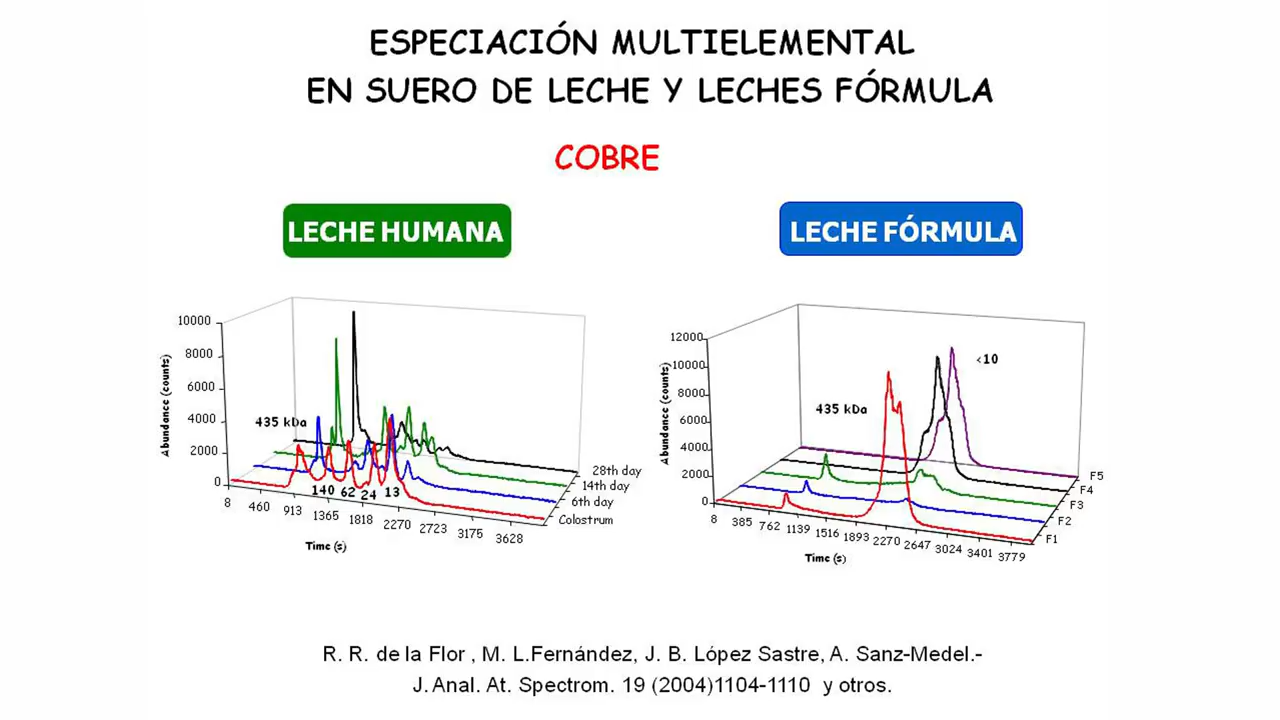 ESPECIACIÓN MULTIELEMENTAL
EN SUERO DE LECHE Y LECHES FÓRMULA
COBRE
LECHE HUMANA
LECHE FÓRMULA
Abundance (counts)
10000
8000
6000
4000
2000
0
435 kDa
140 62 24 13
8 460 913 1365 1818 2270 2723 3175 3628
Time (s)
28th day
14th day
6th day
Colostrum
Abundance (counts)
12000
10000
8000
6000
4000
2000
0
435 kDa
<10
8 385 762 1139 1516 1893 2270 2647 3024 3401 3779
Time (s)
F5
F4
F3
F2
F1
R. R. de la Flor , M. L.Fernández, J. B. López Sastre, A. Sanz-Medel.-
J. Anal. At. Spectrom. 19 (2004)1104-1110 y otros.